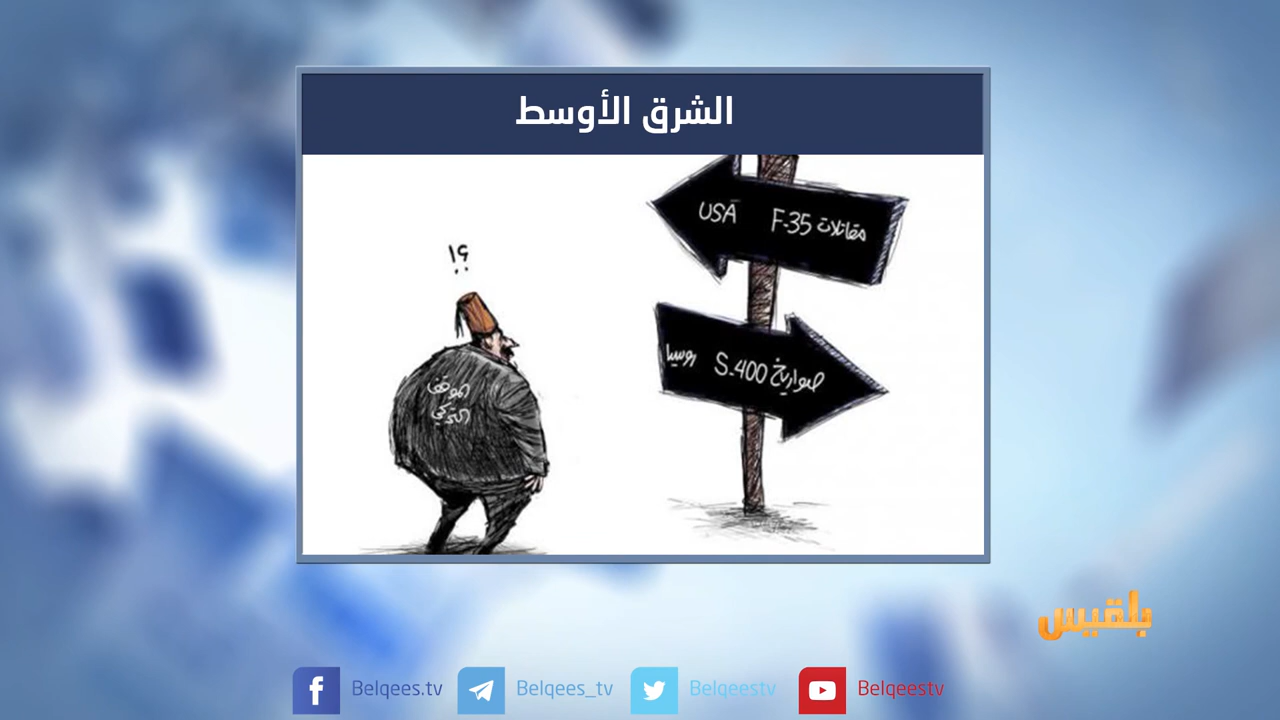 الشرق الأوسط
مقاتلات F-35 USA
؟!
صواريخ S-400 روسيا
الموقف
التركي
بلقيس
Belqees.tv
Belqees_tv
Belqeestv
Belqeestv